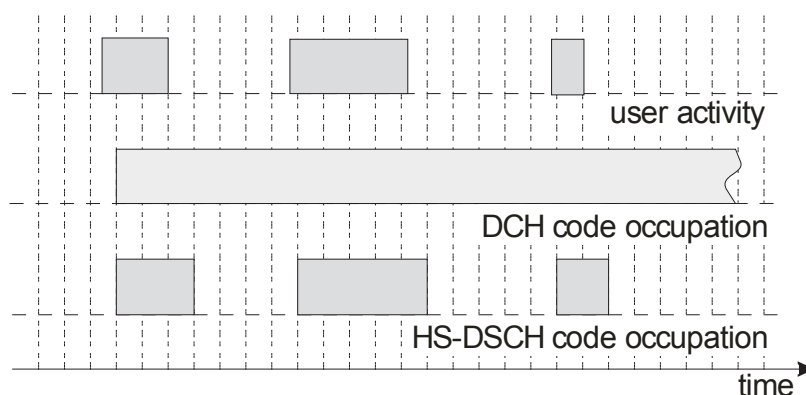 user activity
DCH code occupation
HS-DSCH code occupation
time